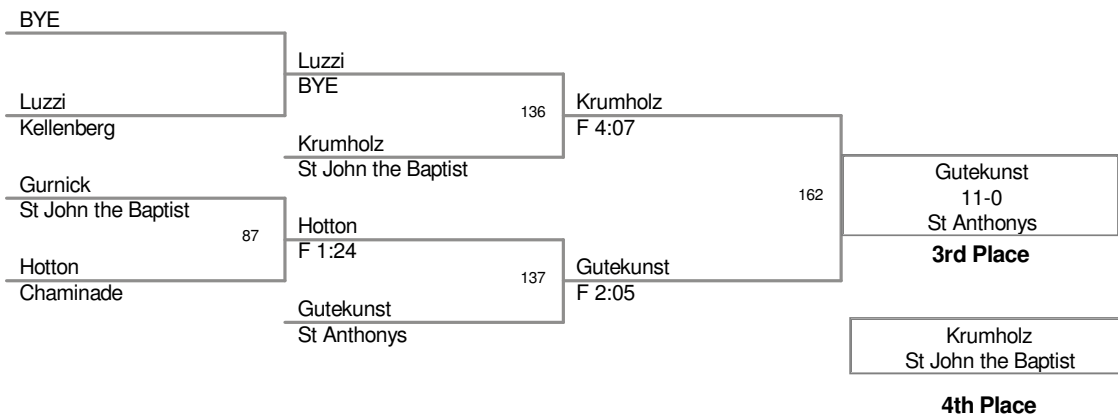 BYE
Luzzi
BYE
Luzzi
Kellenberg
136
Krumholz
F 4:07
Krumholz
St John the Baptist
Gurnick
St John the Baptist
87
Hotton
F 1:24
Hotton
Chaminade
137
Gutekunst
F 2:05
Gutekunst
St Anthonys
162
Gutekunst
11-0
St Anthonys
3rd Place
Krumholz
St John the Baptist
4th Place